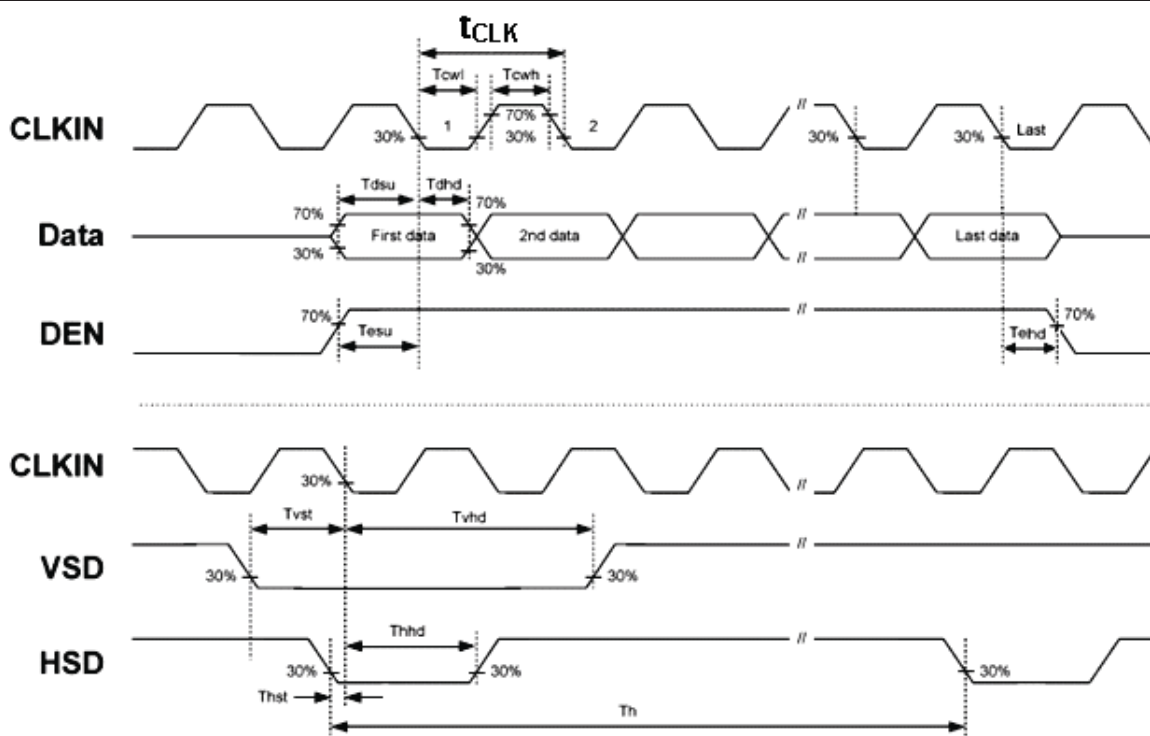 tCLK
Tcwl Tcwh
CLKIN 30% 1 70% 30% 2 // 30% 30% Last
Tdsu Tdhd
70% 70%
Data First data 2nd data // // Last data
30% 30%
DEN 70% Tesu // 70% Tehd
CLKIN 30% //
Tvst Tvhd
VSD 30% 30% //
Thhd //
HSD 30% 30% 30%
Thst
Th